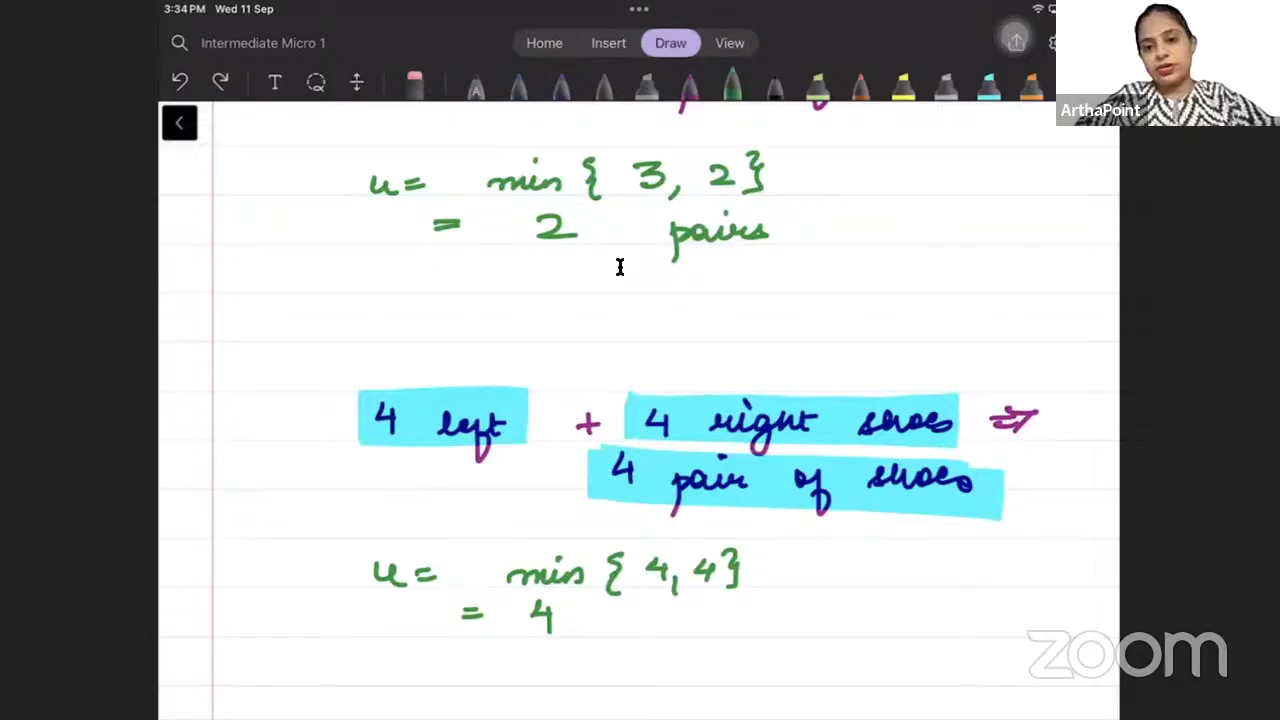 3:34 PM Wed 11 Sep
Intermediate Micro 1
Home Insert Draw View
ArthaPoint
u= min { 3, 2}
= 2 pairs
4 left + 4 right shoes ⇒
4 pair of shoes
u= min { 4, 4}
= 4
zoom